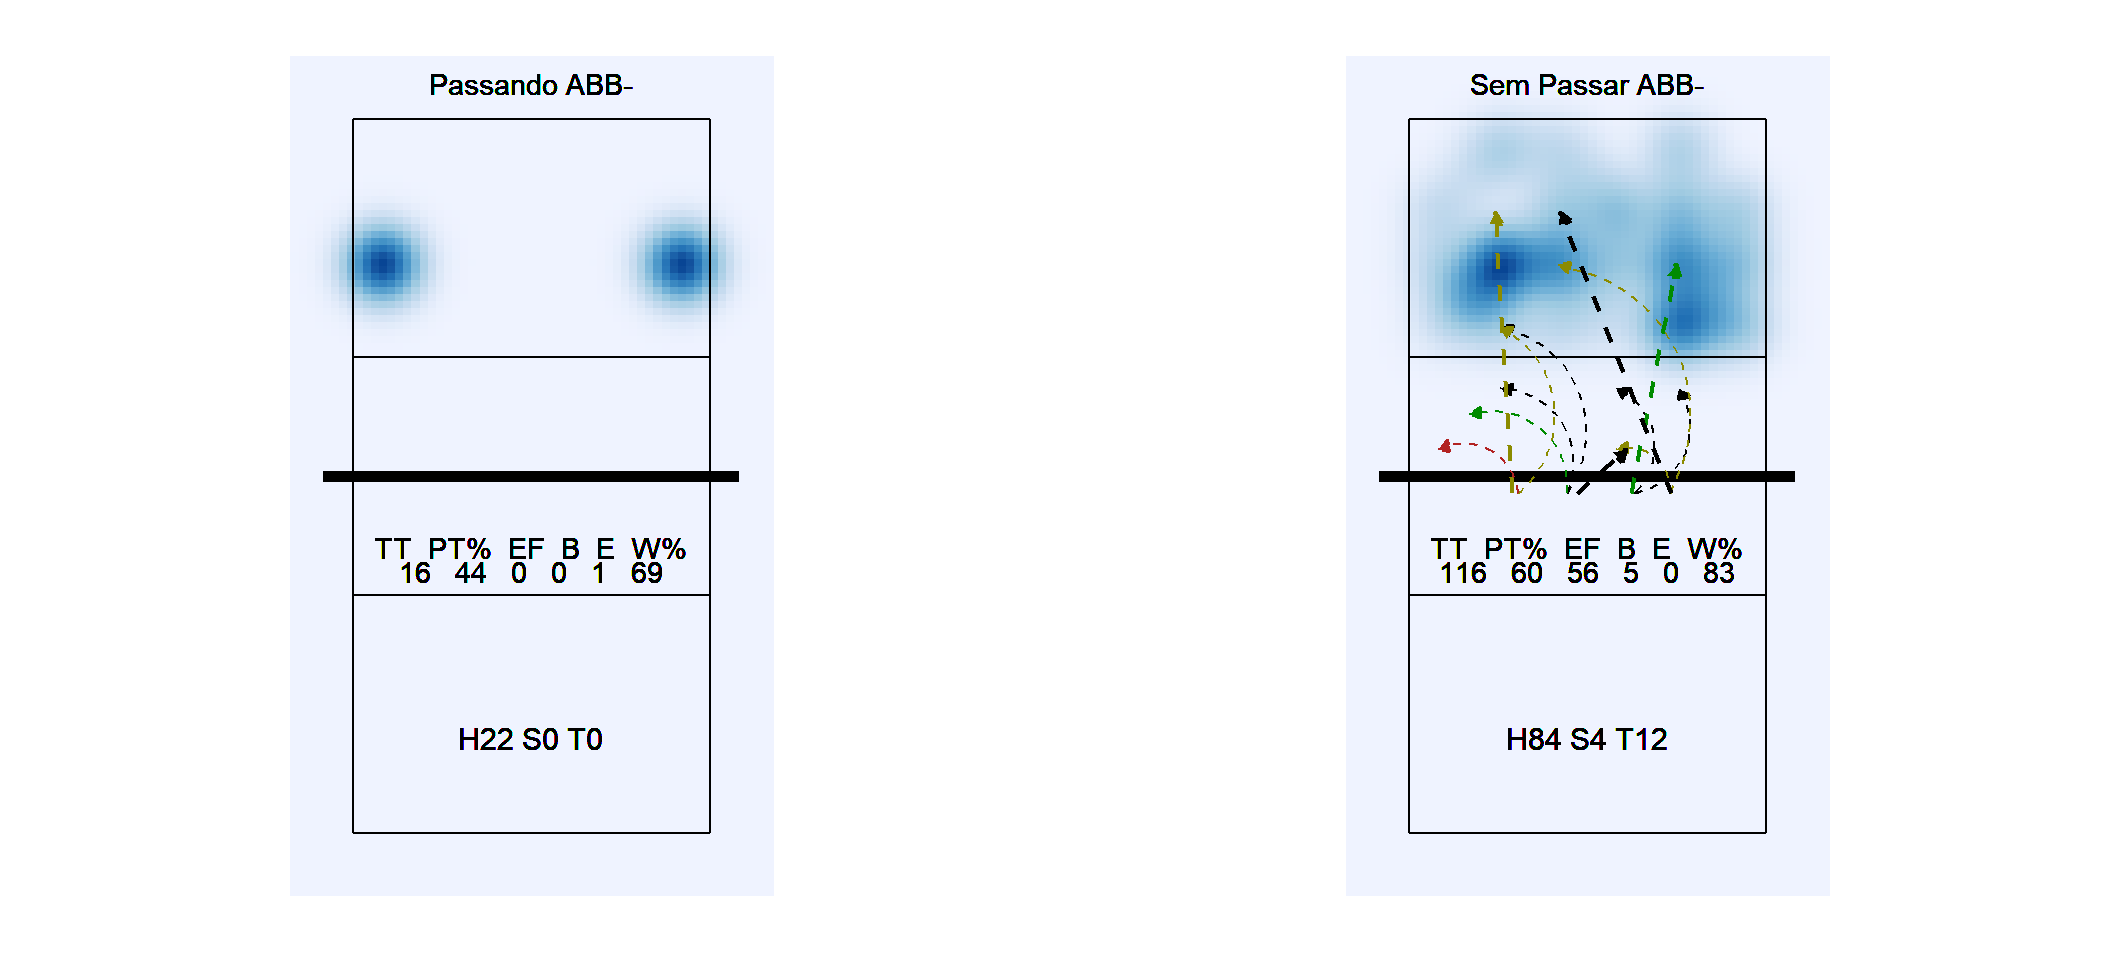 Passando ABB-
TT PT% EF B E W%
16 44 0 0 1 69
H22 S0 T0
Sem Passar ABB-
TT PT% EF B E W%
116 60 56 5 0 83
H84 S4 T12